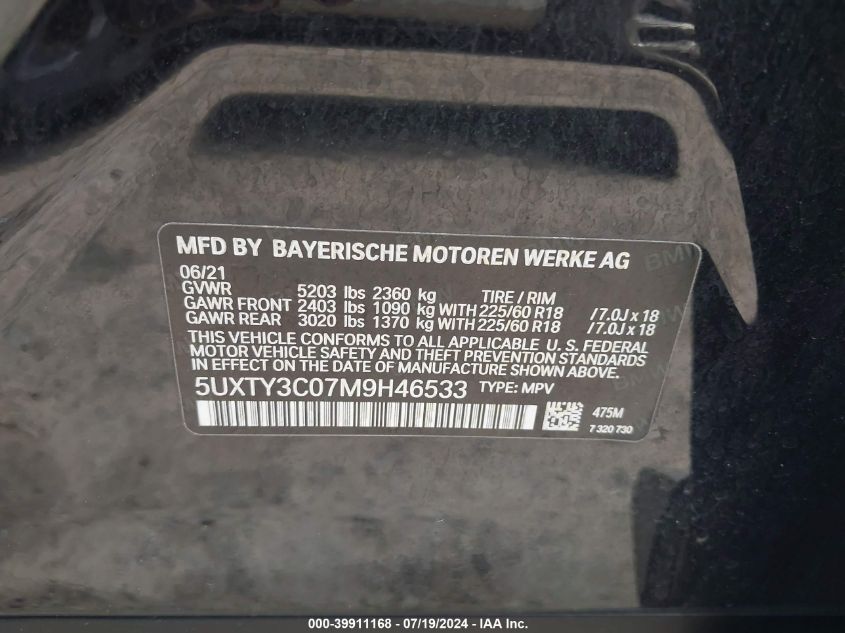 MFD BY BAYERISCHE MOTOREN WERKE AG
06/21
GVWR 5203 lbs 2360 kg TIRE / RIM
GAWR FRONT 2403 lbs 1090 kg WITH 225/60 R18 /7.0J x 18
GAWR REAR 3020 lbs 1370 kg WITH 225/60 R18 /7.0J x 18
THIS VEHICLE CONFORMS TO ALL APPLICABLE U. S. FEDERAL
MOTOR VEHICLE SAFETY AND THEFT PREVENTION STANDARDS
IN EFFECT ON THE DATE OF MANUFACTURE SHOWN ABOVE.
5UXTY3C07M9H46533 TYPE: MPV
475M
7 320 730
000-39911168 - 07/19/2024 - IAA Inc.